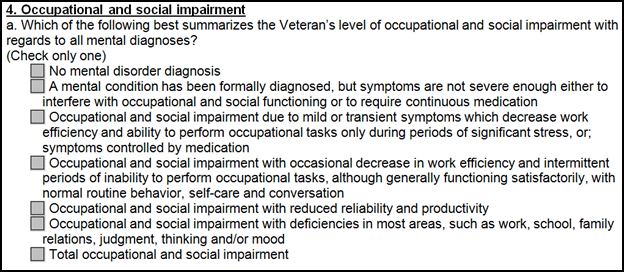 4. Occupational and social impairment
a. Which of the following best summarizes the Veteran's level of occupational and social impairment with
regards to all mental diagnoses?
(Check only one)
No mental disorder diagnosis
A mental condition has been formally diagnosed, but symptoms are not severe enough either to
interfere with occupational and social functioning or to require continuous medication
Occupational and social impairment due to mild or transient symptoms which decrease work
efficiency and ability to perform occupational tasks only during periods of significant stress, or;
symptoms controlled by medication
Occupational and social impairment with occasional decrease in work efficiency and intermittent
periods of inability to perform occupational tasks, although generally functioning satisfactorily, with
normal routine behavior, self-care and conversation
Occupational and social impairment with reduced reliability and productivity
Occupational and social impairment with deficiencies in most areas, such as work, school, family
relations, judgment, thinking and/or mood
Total occupational and social impairment